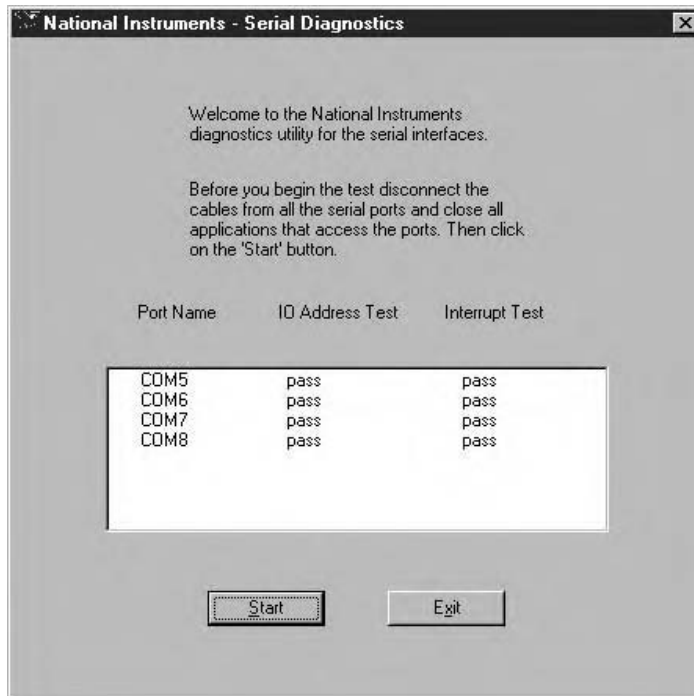 National Instruments - Serial Diagnostics
Welcome to the National Instruments
diagnostics utility for the serial interfaces.
Before you begin the test disconnect the
cables from all the serial ports and close all
applications that access the ports. Then click
on the 'Start' button.
Port Name IO Address Test Interrupt Test
COM5 pass pass
COM6 pass pass
COM7 pass pass
COM8 pass pass
Start Exit